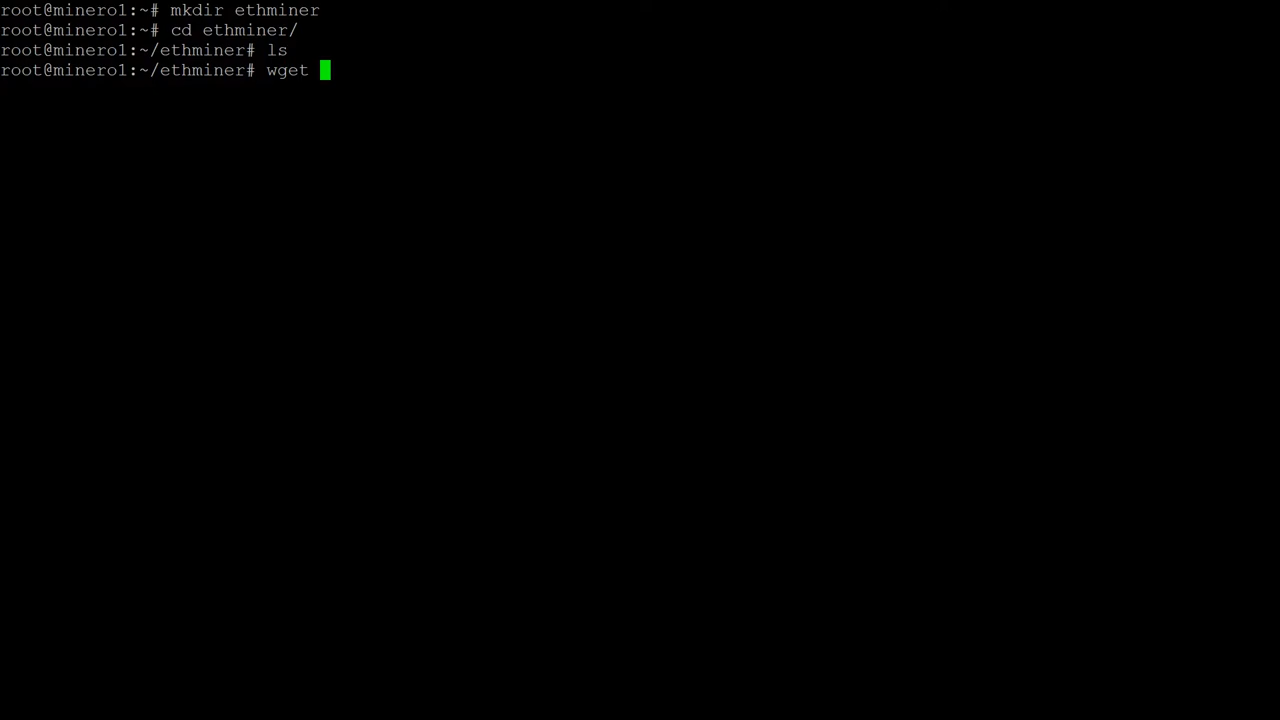 root@minero1:~# mkdir ethminer
root@minero1:~# cd ethminer/
root@minero1:~/ethminer# ls
root@minero1:~/ethminer# wget